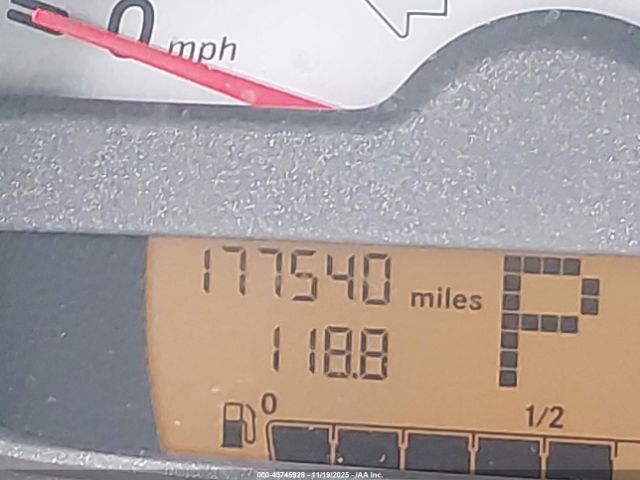 0 mph
177540 miles
P
118.8
0 1/2
000-43745928 - 11/19/2025 - IAA Inc.